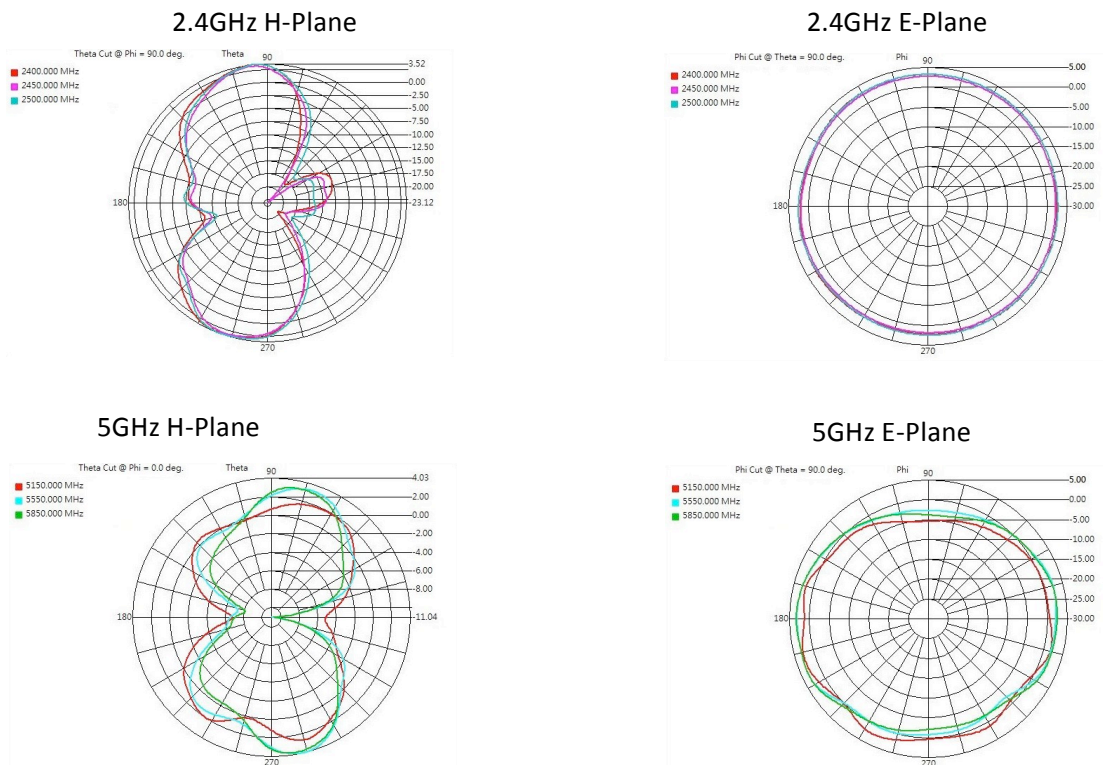 2.4GHz H-Plane
Theta Cut @ Phi = 90.0 deg. Theta
2400.000 MHz
2450.000 MHz
2500.000 MHz
90
180
270
3.52
0.00
-2.50
-5.00
-7.50
-10.00
-12.50
-15.00
-17.50
-20.00
-23.12
2.4GHz E-Plane
Phi Cut @ Theta = 90.0 deg. Phi
2400.000 MHz
2450.000 MHz
2500.000 MHz
90
180
270
5.00
0.00
-5.00
-10.00
-15.00
-20.00
-25.00
-30.00
5GHz H-Plane
Theta Cut @ Phi = 0.0 deg. Theta
5150.000 MHz
5550.000 MHz
5850.000 MHz
90
180
270
4.03
2.00
0.00
-2.00
-4.00
-6.00
-8.00
-11.04
5GHz E-Plane
Phi Cut @ Theta = 90.0 deg. Phi
5150.000 MHz
5550.000 MHz
5850.000 MHz
90
180
270
5.00
0.00
-5.00
-10.00
-15.00
-20.00
-25.00
-30.00